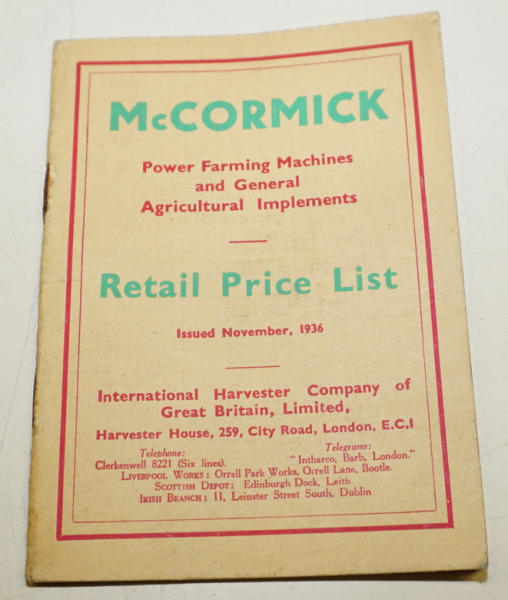 McCORMICK
Power Farming Machines
and General
Agricultural Implements
Retail Price List
Issued November, 1936
International Harvester Company of
Great Britain, Limited,
Harvester House, 259, City Road, London, E.C,1
Telephone:
Clerkenwell 8221 (Six lines).
Telegrams:
"Intharco, Barb, London."
Liverpool Works: Orrell Park Works, Orrell Lane, Bootle.
Scottish Depot: Edinburgh Dock, Leith
Irish Branch: 11, Leinster Street South, Dublin